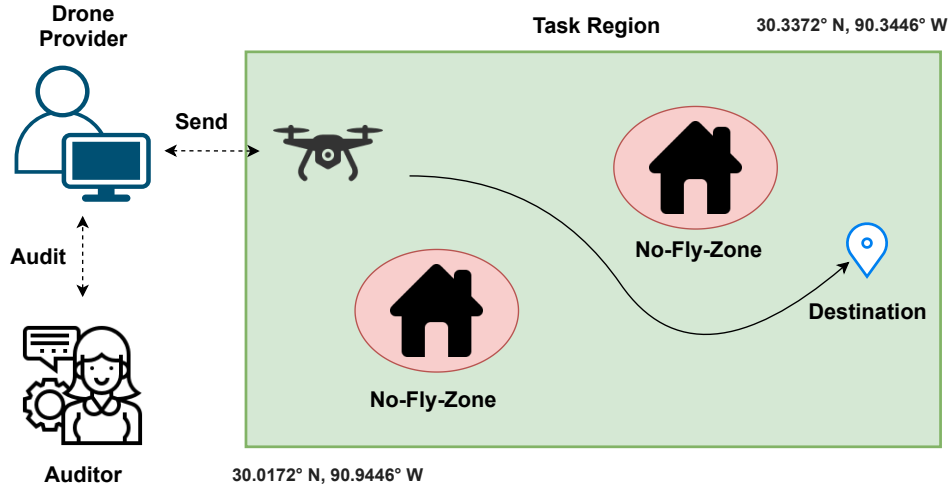 Drone
Provider
Task Region
30.3372° N, 90.3446° W
Send
No-Fly-Zone
Audit
Destination
No-Fly-Zone
Auditor
30.0172° N, 90.9446° W